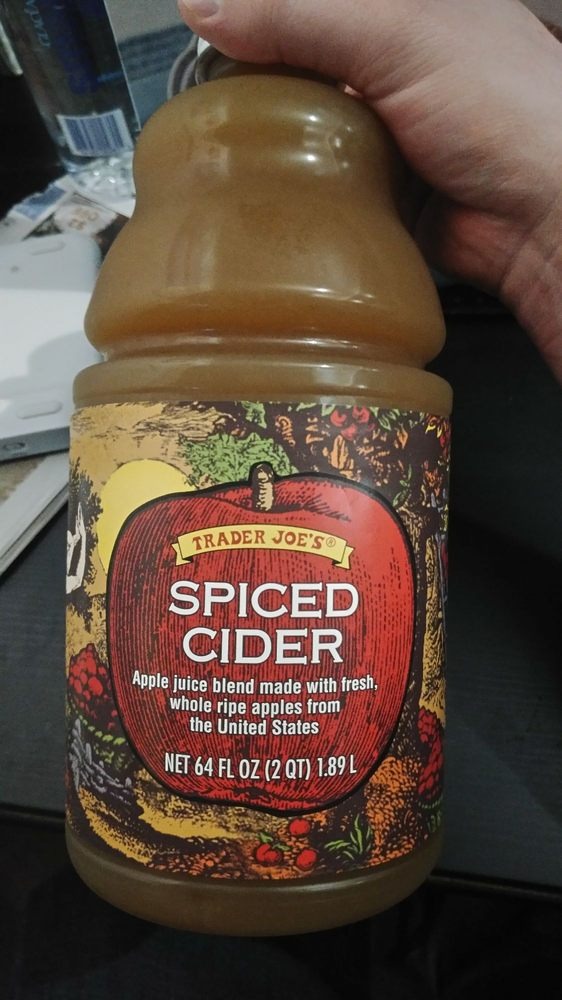 TRADER JOE'S®
SPICED
CIDER
Apple juice blend made with fresh,
whole ripe apples from
the United States
NET 64 FL OZ (2 QT) 1.89 L